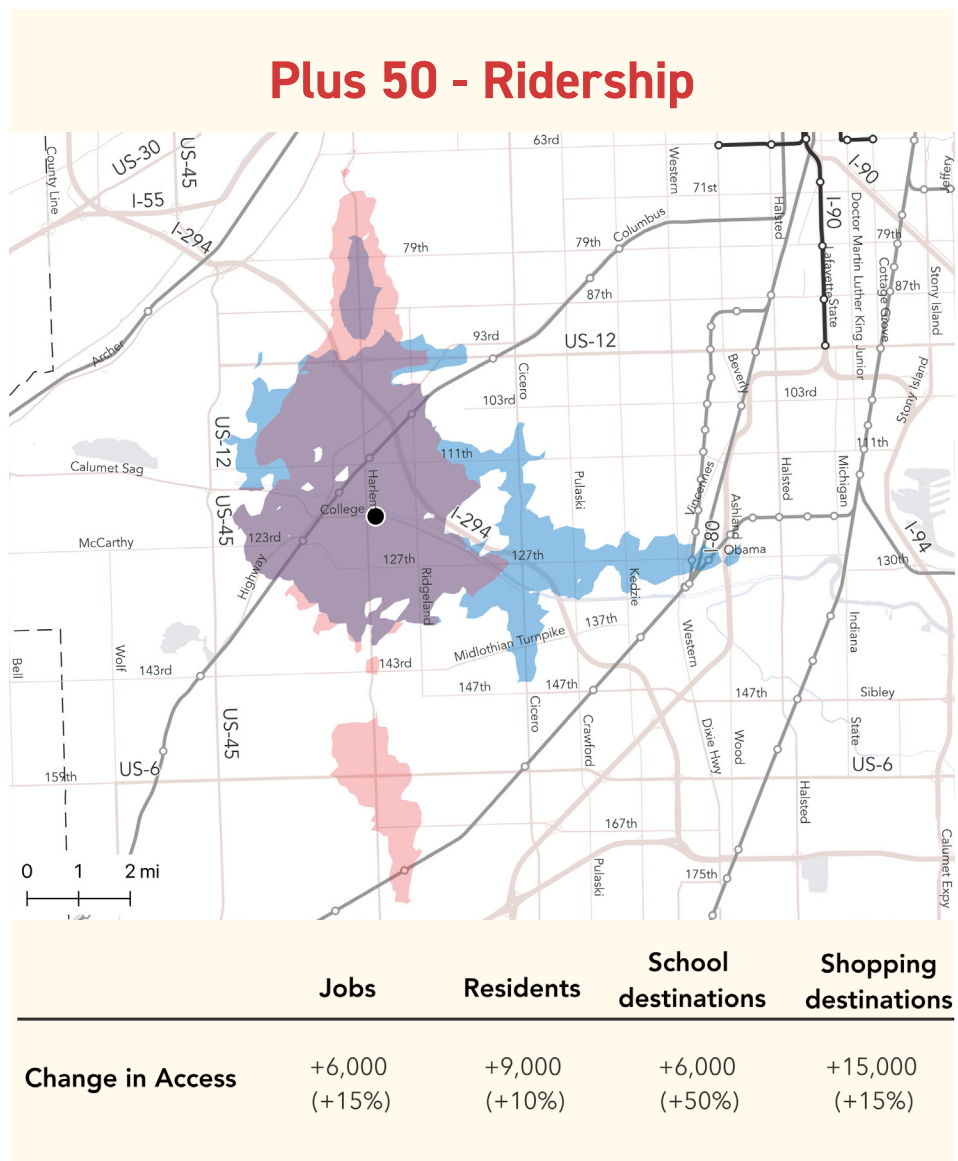 Plus 50 - Ridership
63rd
County Line
US-30
US-45
Western
I-90
Jeffery
71st
I-55
Halsted
I-90
Doctor Martin Luther King Junior
I-294
Columbus
79th
79th
79th
Lafayette
State
Cottage Grove
Stony Island
87th
87th
93rd
US-12
Archer
Cicero
Beverly
103rd
103rd
Stony Island
US-12
111th
111th
Calumet Sag
Harlem
Pulaski
Vincennes
Halsted
Michigan
College
US-45
I-294
Ashland
I-80
I-94
123rd
McCarthy
127th
127th
Obama
130th
Highway
Ridgeland
Kedzie
137th
Midlothian Turnpike
Western
Indiana
Bell
Wolf
143rd
143rd
147th
147th
147th
Sibley
US-45
Cicero
Crawford
Dixie Hwy
Wood
State
159th
US-6
US-6
Halsted
167th
Calumet Expy
175th
Pulaski
0 1 2 mi
Jobs
Residents
School
destinations
Shopping
destinations
Change in Access
+6,000
(+15%)
+9,000
(+10%)
+6,000
(+50%)
+15,000
(+15%)